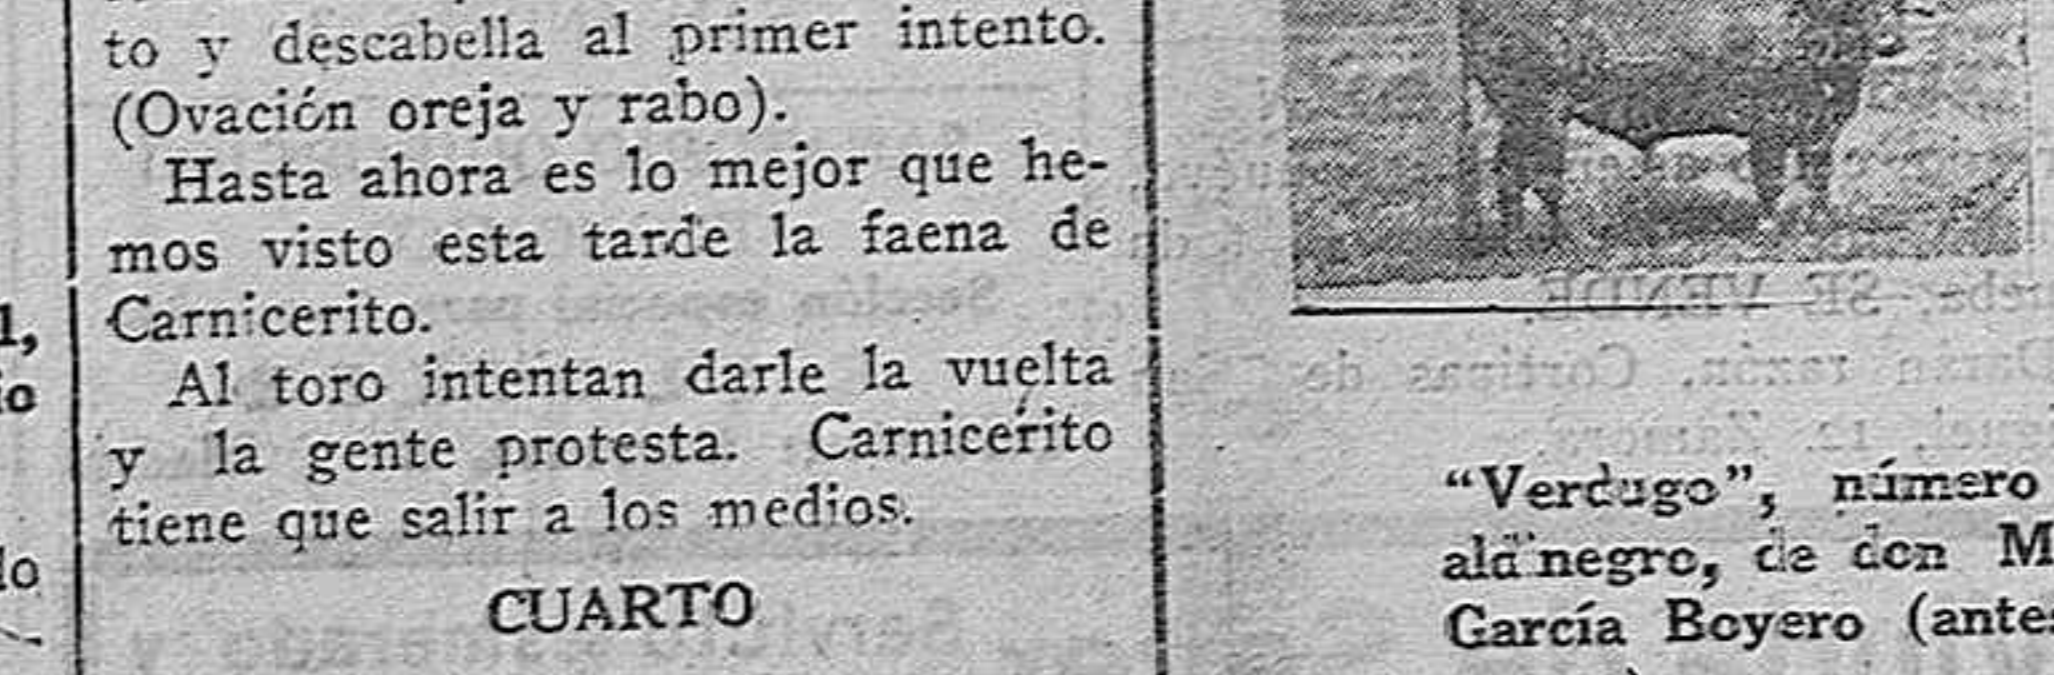 to y descabella al primer intento.
(Ovación oreja y rabo).
Hasta ahora es lo mejor que he-
mos visto esta tarde la faena de
Carnicerito.
Al toro intentan darle la vuelta
y la gente protesta. Carnicerito
tiene que salir a los medios.
CUARTO
"Verdugo", número
negro, de don M
García Boyero (antes